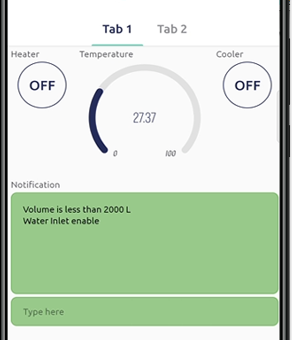 Tab 1 Tab 2
Heater Temperature Cooler
OFF 27.37 OFF
0 100
Notification
Volume is less than 2000 L
Water Inlet enable
Type here